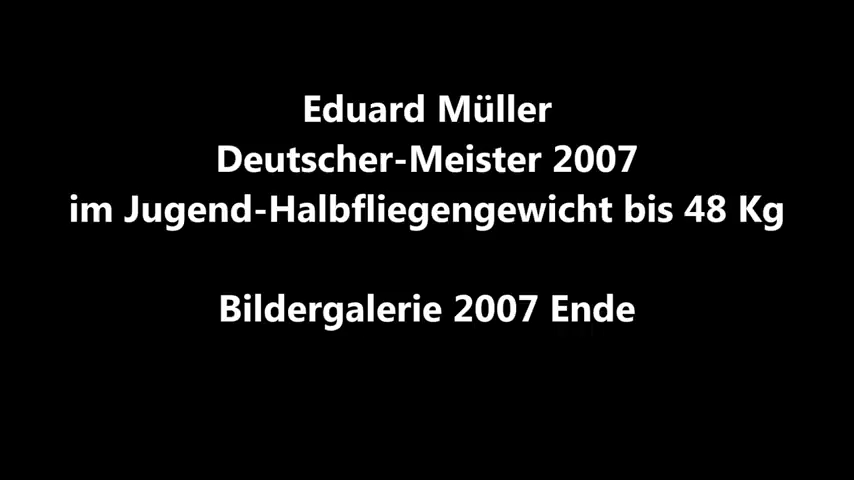 Eduard Müller
Deutscher-Meister 2007
im Jugend-Halbfliegengewicht bis 48 Kg
Bildergalerie 2007 Ende